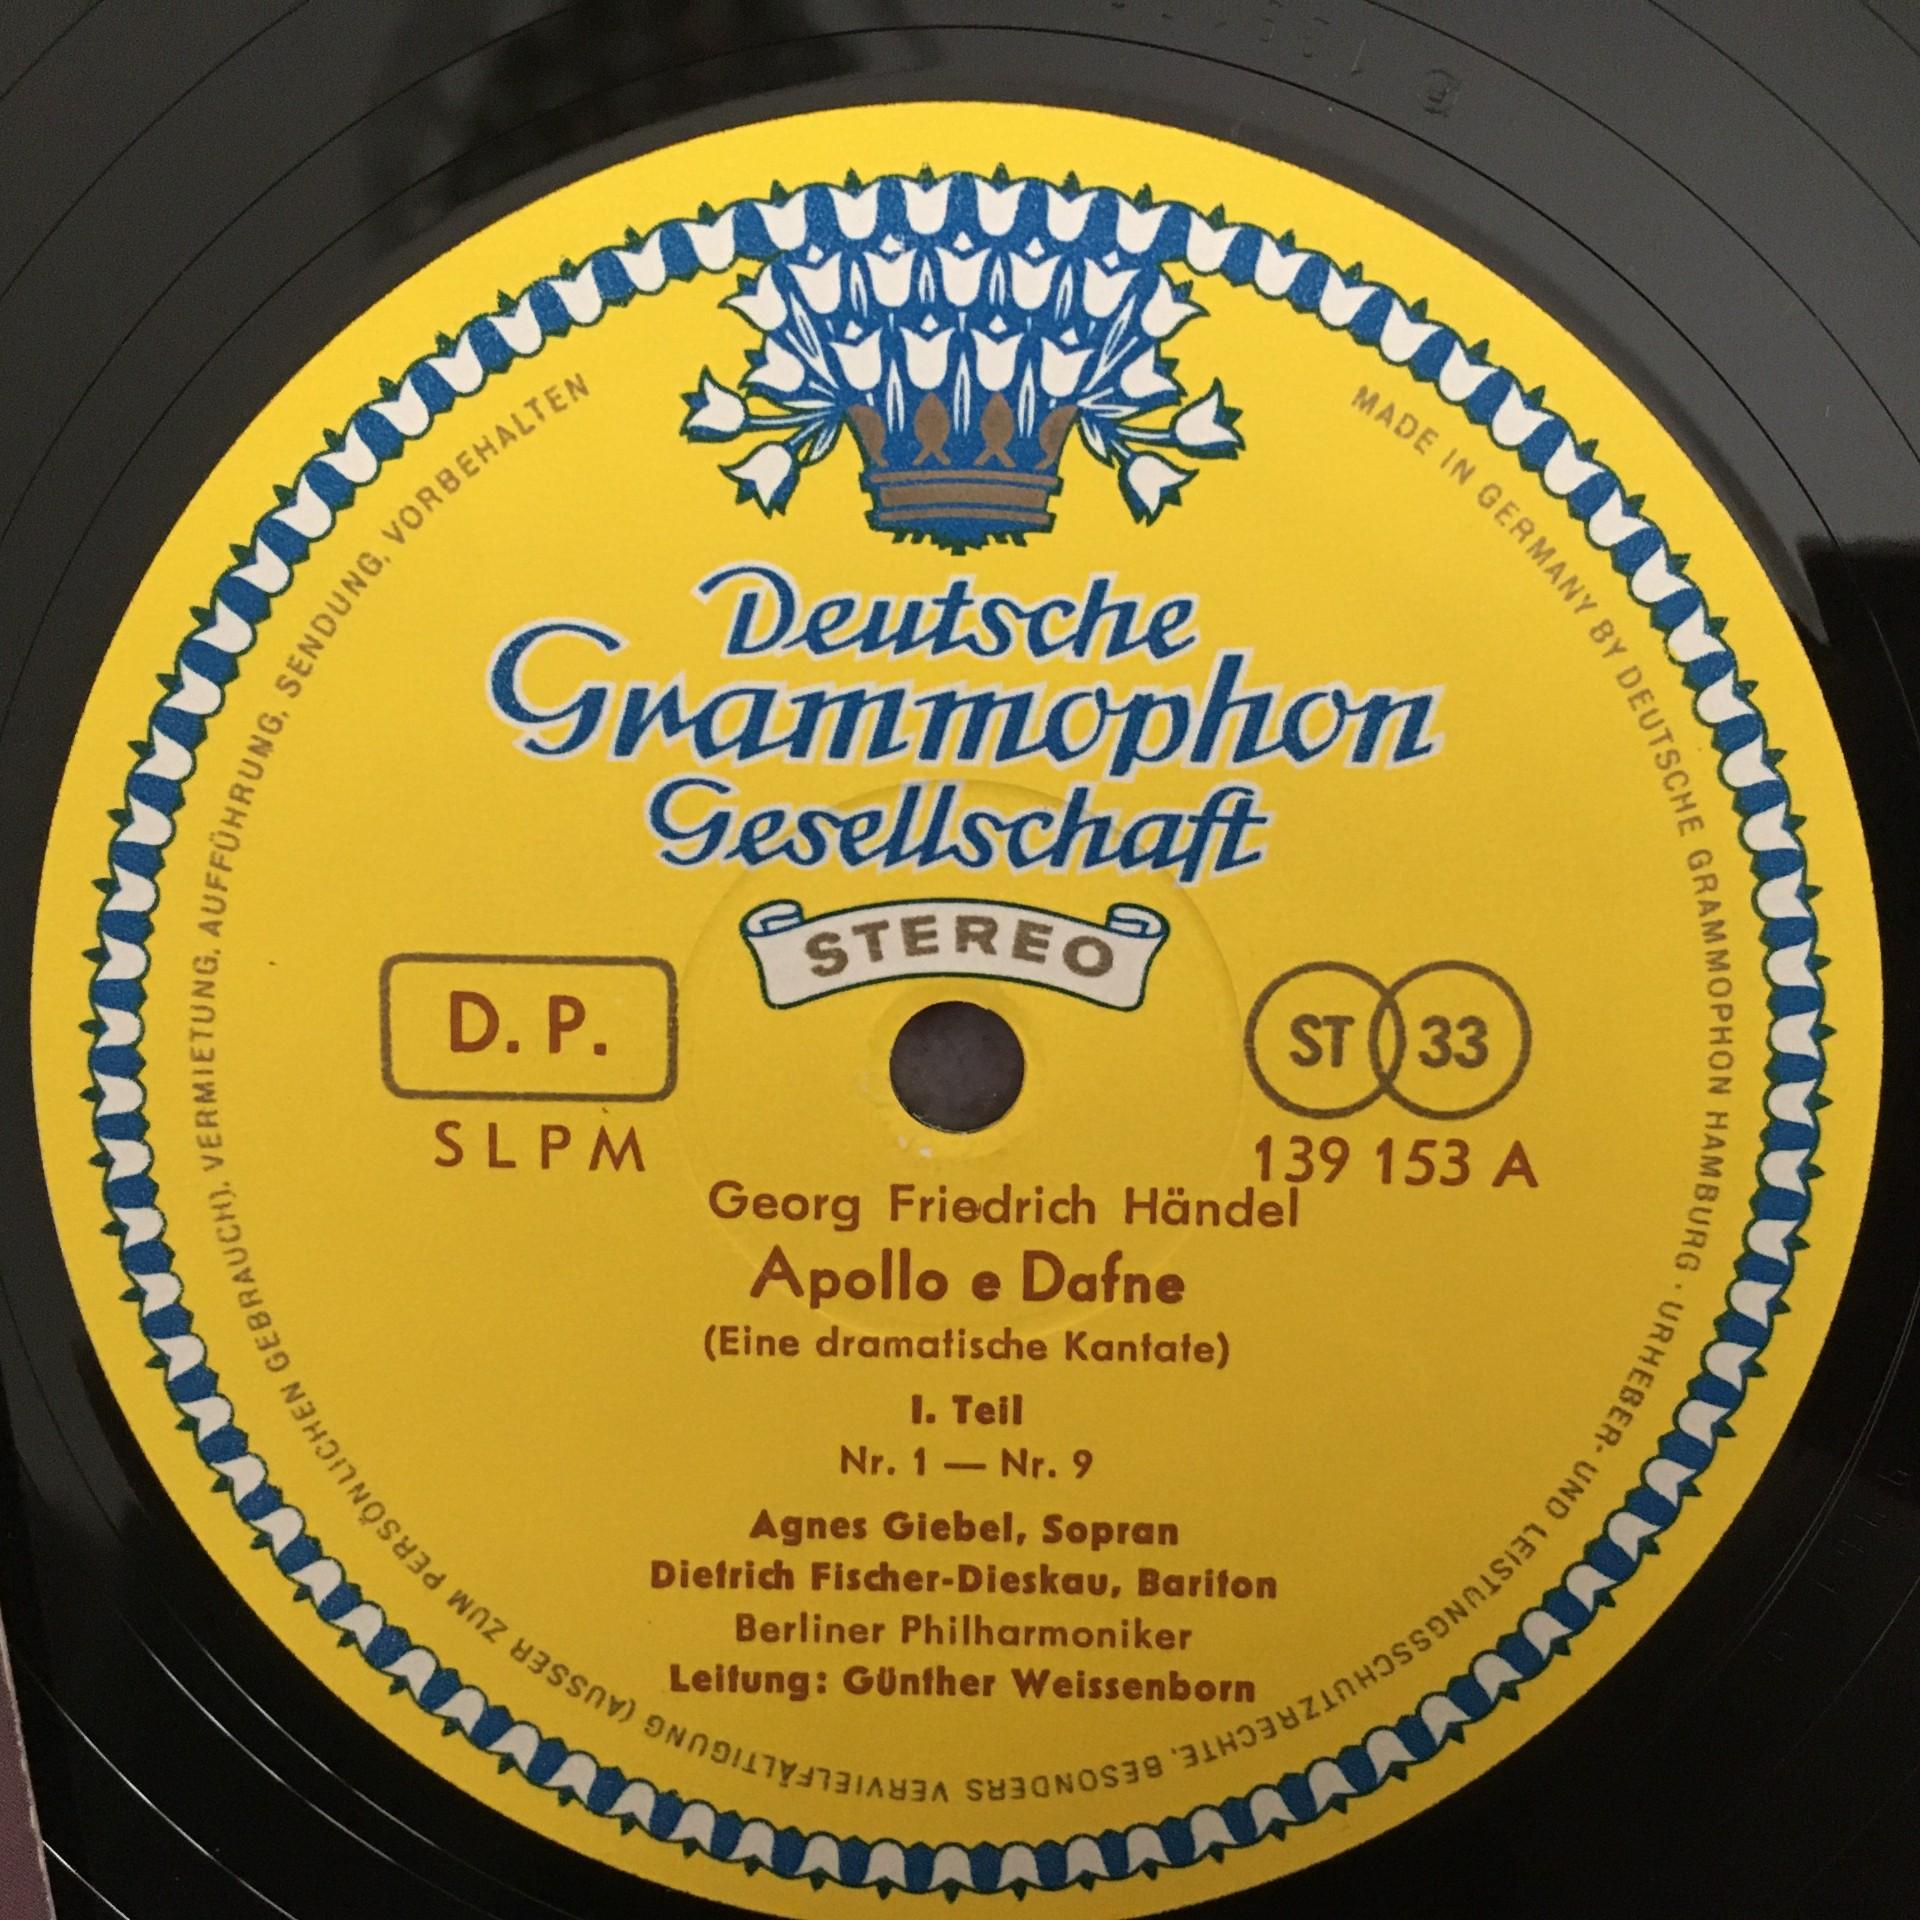 Deutsche
Grammophon
Gesellschaft
STEREO
D. P.
SLPM
ST 33
139 153 A
Georg Friedrich Händel
Apollo e Dafne
(Eine dramatische Kantate)
I. Teil
Nr. 1 — Nr. 9
Agnes Giebel, Sopran
Dietrich Fischer-Dieskau, Bariton
Berliner Philharmoniker
Leitung: Günther Weissenborn
MADE IN GERMANY BY DEUTSCHE GRAMMOPHON HAMBURG · URHEBER- UND LEISTUNGSSCHUTZRECHTE, BESONDERS VERVIELFÄLTIGUNG (AUSSER ZUM PERSÖNLICHEN GEBRAUCH), VERMIETUNG, AUFFÜHRUNG, SENDUNG, VORBEHALTEN